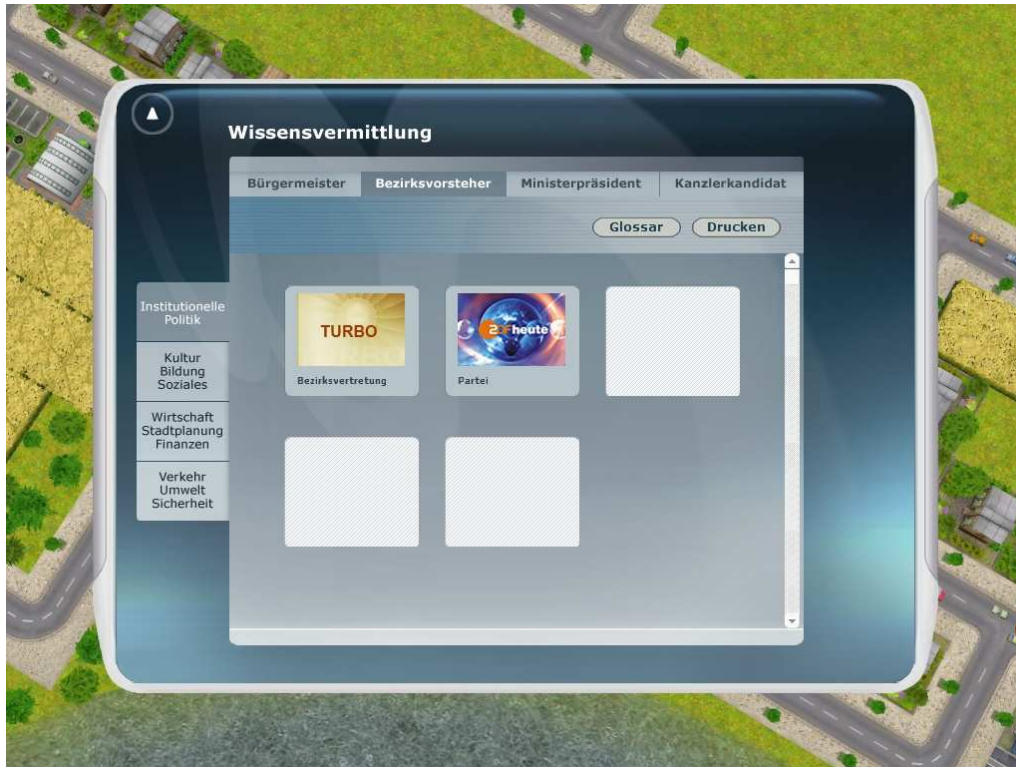 Wissensvermittlung
Bürgermeister
Bezirksvorsteher
Ministerpräsident
Kanzlerkandidat
Glossar
Drucken
Institutionelle
Politik
Kultur
Bildung
Soziales
Wirtschaft
Stadtplanung
Finanzen
Verkehr
Umwelt
Sicherheit
TURBO
Bezirksvertretung
ZDF heute
Partei